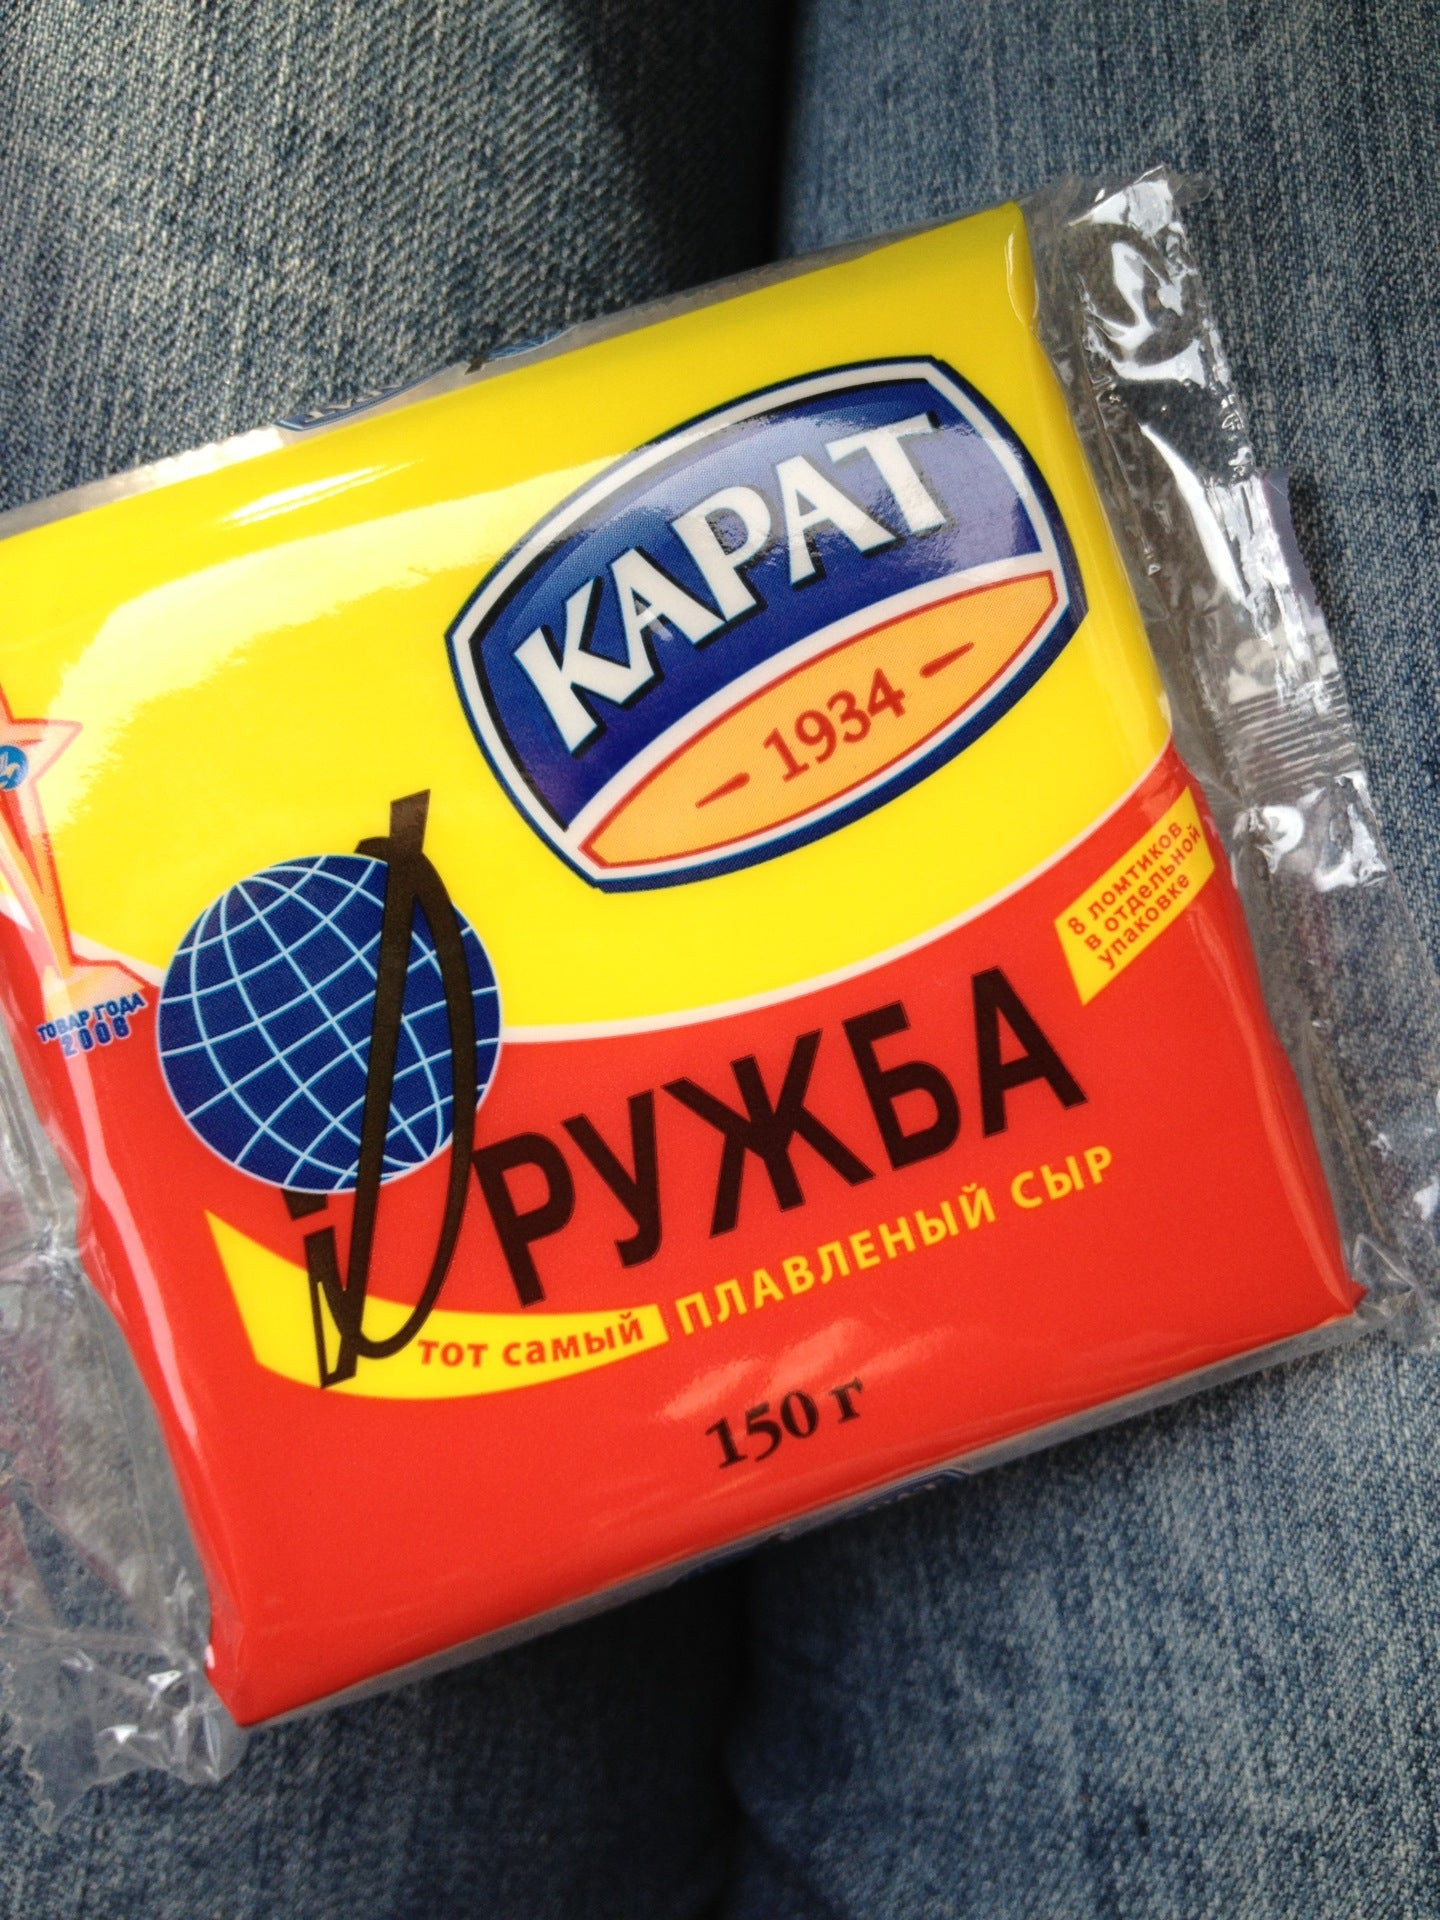 КАРАТ
1934
8 ломтиков
в отдельной
упаковке
ТОВАР ГОДА
2008
ДРУЖБА
тот самый ПЛАВЛЕНЫЙ СЫР
150 г